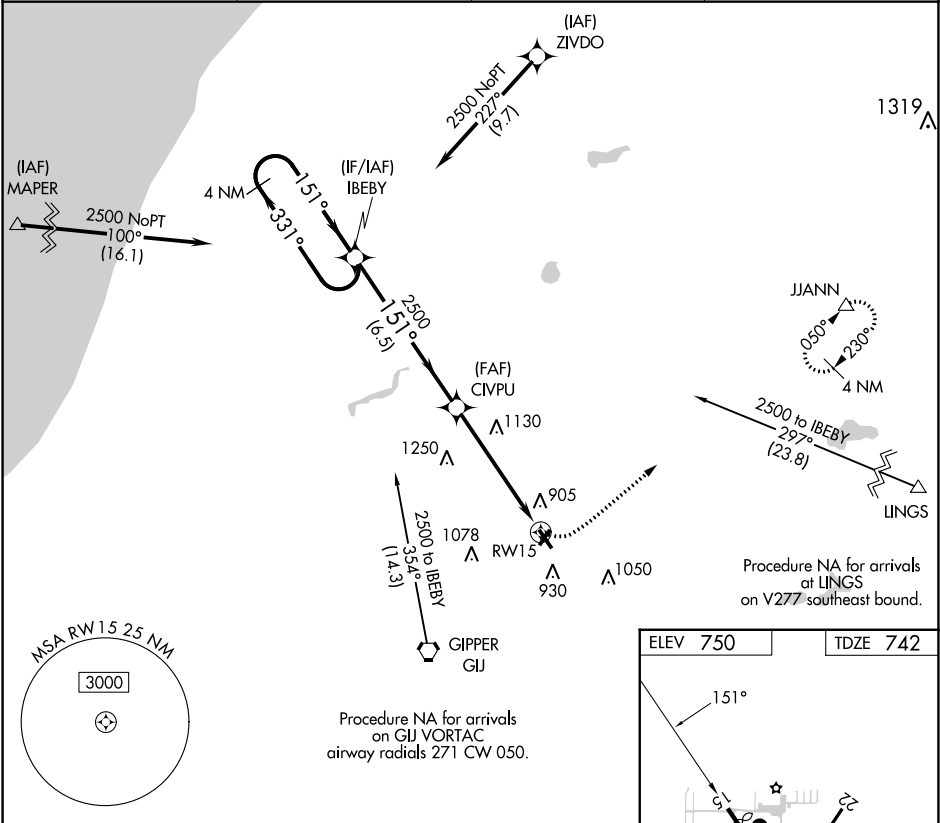 (IAF)
ZIVDO
2500 NoPT
227°
(9.7)
1319
(IAF)
MAPER
2500 NoPT
100°
(16.1)
4 NM
151°
331°
(IF/IAF)
IBEBY
2500
151°
(6.5)
JJANN
050°
230°
4 NM
(FAF)
CIVPU
1130
1250
2500 to IBEBY
297°
(23.8)
LINGS
905
1078
RW15
930
1050
2500 to IBEBY
354°
(14.3)
Procedure NA for arrivals
at LINGS
on V277 southeast bound.
GIPPER
GIJ
MSA RW15 25 NM
3000
Procedure NA for arrivals
on GIJ VORTAC
airway radials 271 CW 050.
ELEV 750
TDZE 742
151°
15
22